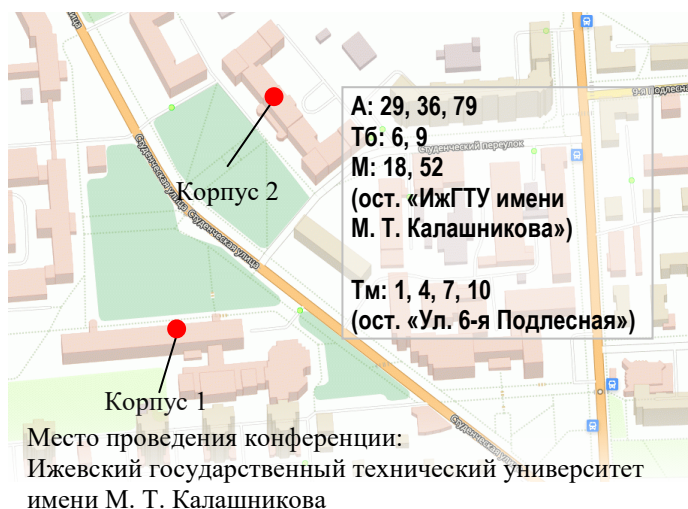 Студенческая улица
Студенческая улица
Студенческая улица
9-я Подлесная
Студенческий переулок
А: 29, 36, 79
Тб: 6, 9
М: 18, 52
(ост. «ИжГТУ имени
М. Т. Калашникова»)
Тм: 1, 4, 7, 10
(ост. «Ул. 6-я Подлесная»)
Корпус 2
Корпус 1
Студенческая улица
Место проведения конференции:
Ижевский государственный технический университет
имени М. Т. Калашникова